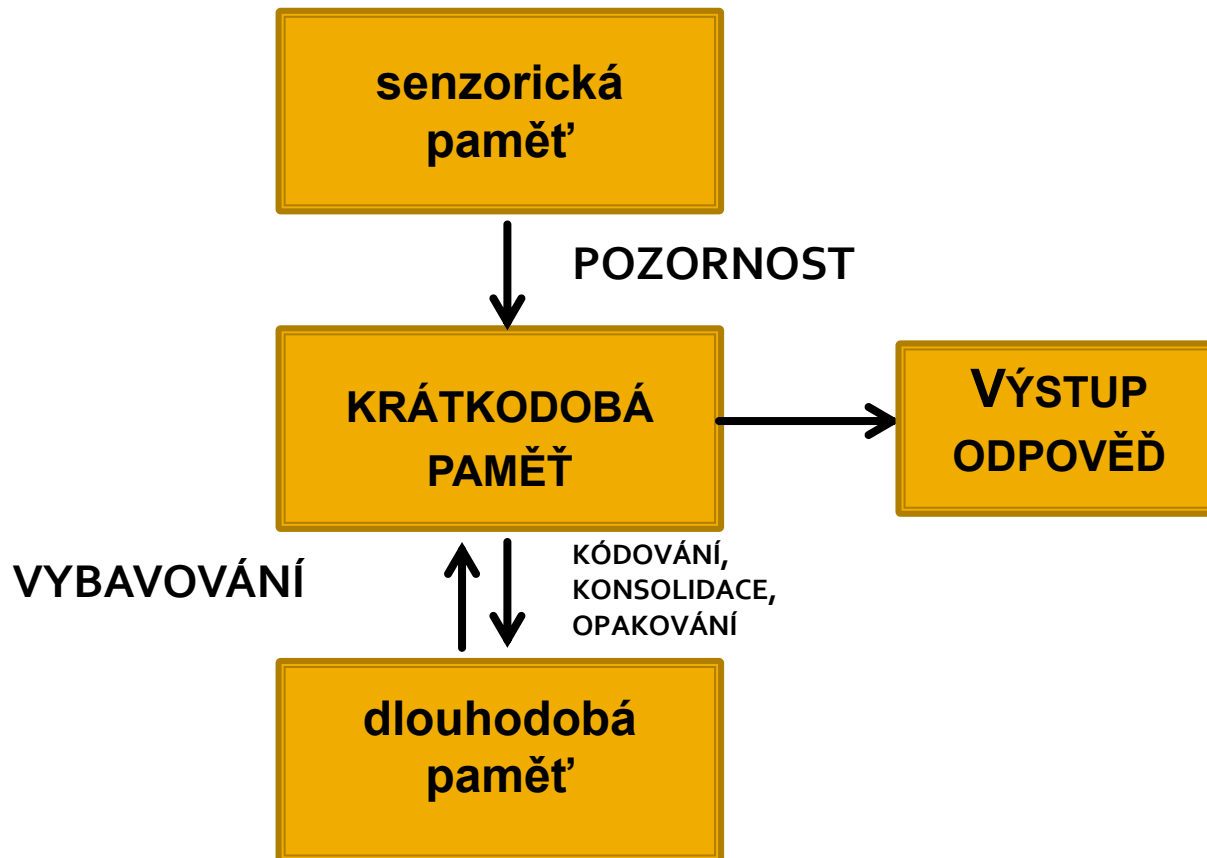 senzorická
paměť
POZORNOST
KRÁTKODOBÁ
PAMĚŤ
VÝSTUP
ODPOVĚĎ
VYBAVOVÁNÍ
KÓDOVÁNÍ,
KONSOLIDACE,
OPAKOVÁNÍ
dlouhodobá
paměť